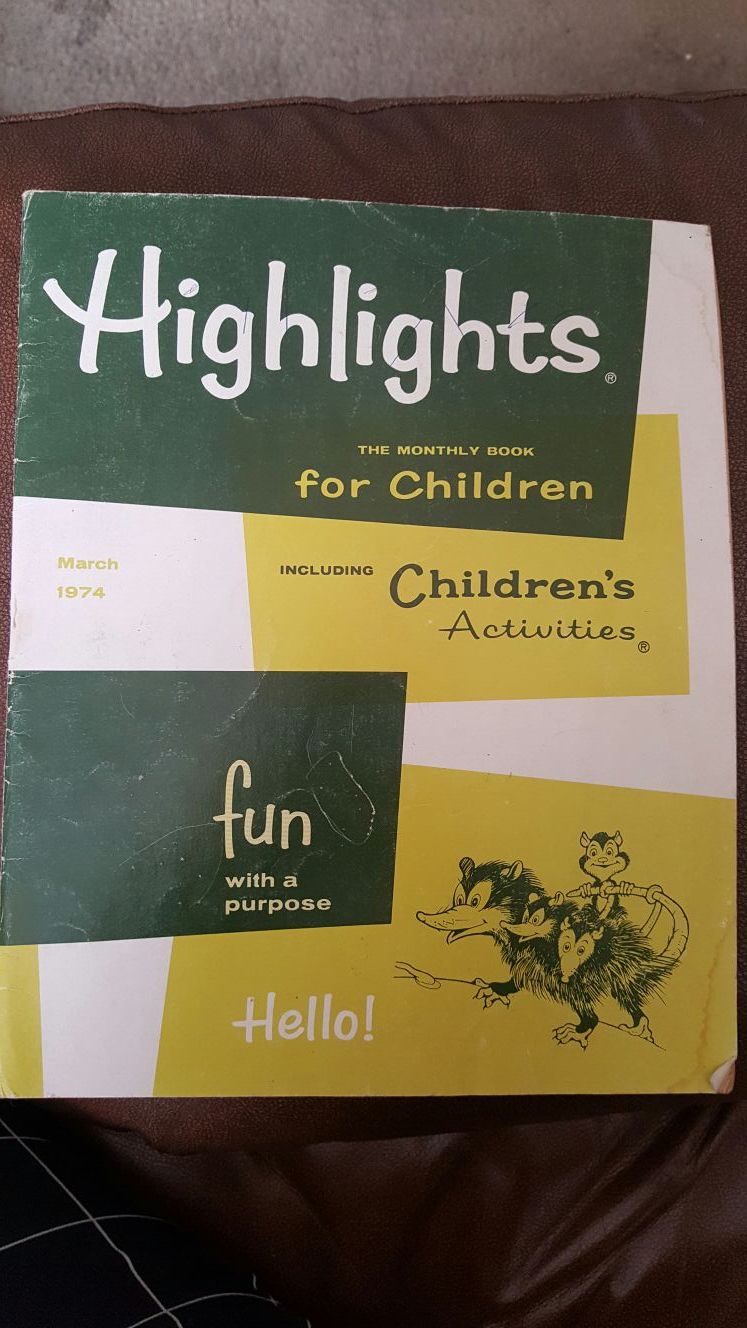 Highlights®
THE MONTHLY BOOK
for Children
March
1974
INCLUDING Children's
Activities®
fun
with a
purpose
Hello!